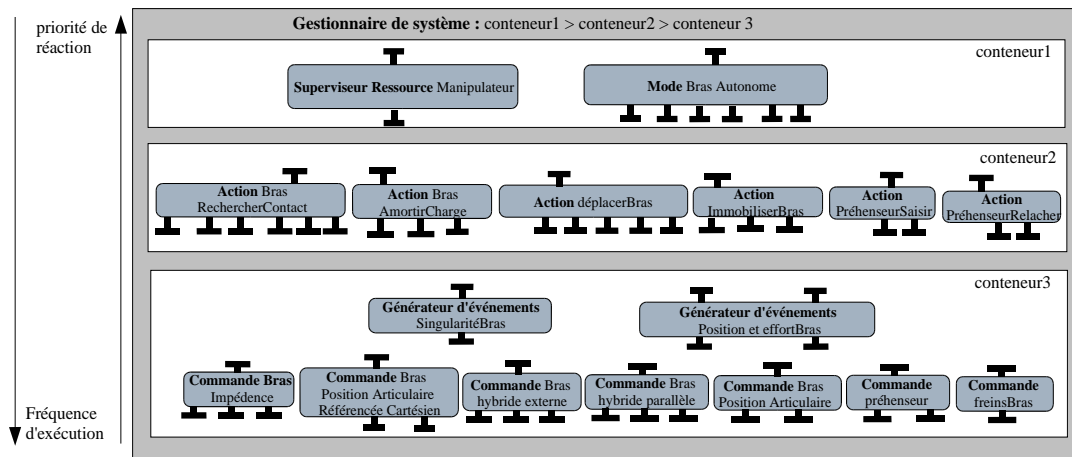 Gestionnaire de système : conteneur1 > conteneur2 > conteneur 3
priorité de
réaction
conteneur1
Superviseur Ressource Manipulateur
Mode Bras Autonome
conteneur2
Action Bras
RechercherContact
Action Bras
AmortirCharge
Action déplacerBras
Action
ImmobiliserBras
Action
PréhenseurSaisir
Action
PréhenseurRelacher
conteneur3
Générateur d'événements
SingularitéBras
Générateur d'événements
Position et effortBras
Commande Bras
Impédence
Commande Bras
Position Articulaire
Référencée Cartésien
Commande Bras
hybride externe
Commande Bras
hybride parallèle
Commande Bras
Position Articulaire
Commande
préhenseur
Commande
freinsBras
Fréquence
d'exécution